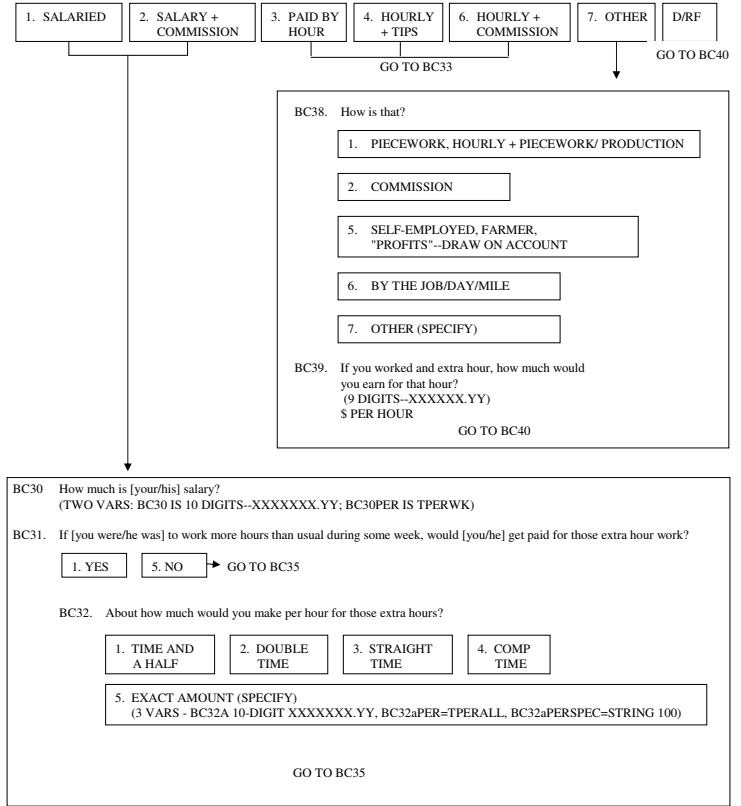 1. SALARIED
2. SALARY +
COMMISSION
3. PAID BY
HOUR
4. HOURLY
+ TIPS
6. HOURLY +
COMMISSION
7. OTHER
D/RF
GO TO BC33
GO TO BC40
BC38. How is that?
1. PIECEWORK, HOURLY + PIECEWORK/ PRODUCTION
2. COMMISSION
5. SELF-EMPLOYED, FARMER,
"PROFITS"--DRAW ON ACCOUNT
6. BY THE JOB/DAY/MILE
7. OTHER (SPECIFY)
BC39. If you worked and extra hour, how much would
you earn for that hour?
(9 DIGITS--XXXXXX.YY)
$ PER HOUR
GO TO BC40
BC30 How much is [your/his] salary?
(TWO VARS: BC30 IS 10 DIGITS--XXXXXXX.YY; BC30PER IS TPERWK)
BC31. If [you were/he was] to work more hours than usual during some week, would [you/he] get paid for those extra hour work?
1. YES
5. NO
GO TO BC35
BC32. About how much would you make per hour for those extra hours?
1. TIME AND
A HALF
2. DOUBLE
TIME
3. STRAIGHT
TIME
4. COMP
TIME
5. EXACT AMOUNT (SPECIFY)
(3 VARS - BC32A 10-DIGIT XXXXXXX.YY, BC32aPER=TPERALL, BC32aPERSPEC=STRING 100)
GO TO BC35